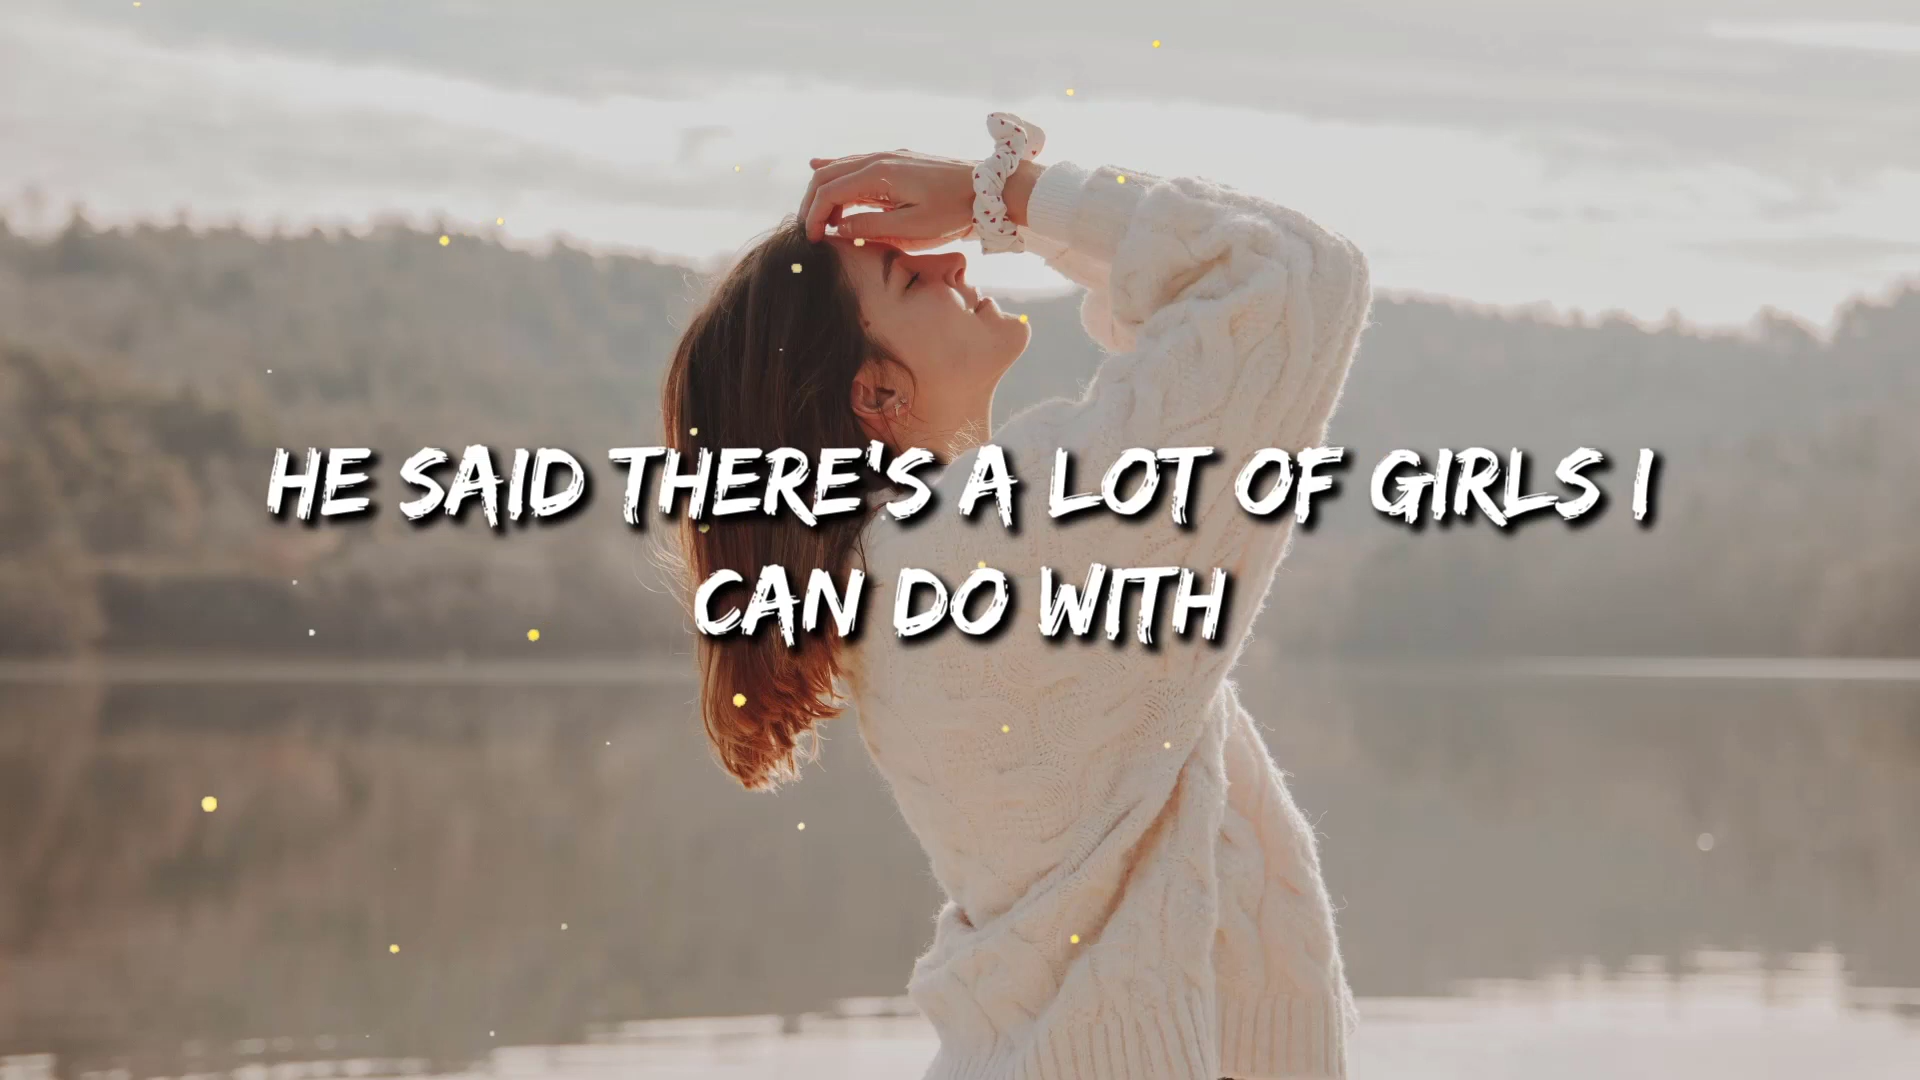 HE SAID THERE'S A LOT OF GIRLS I
CAN DO WITH